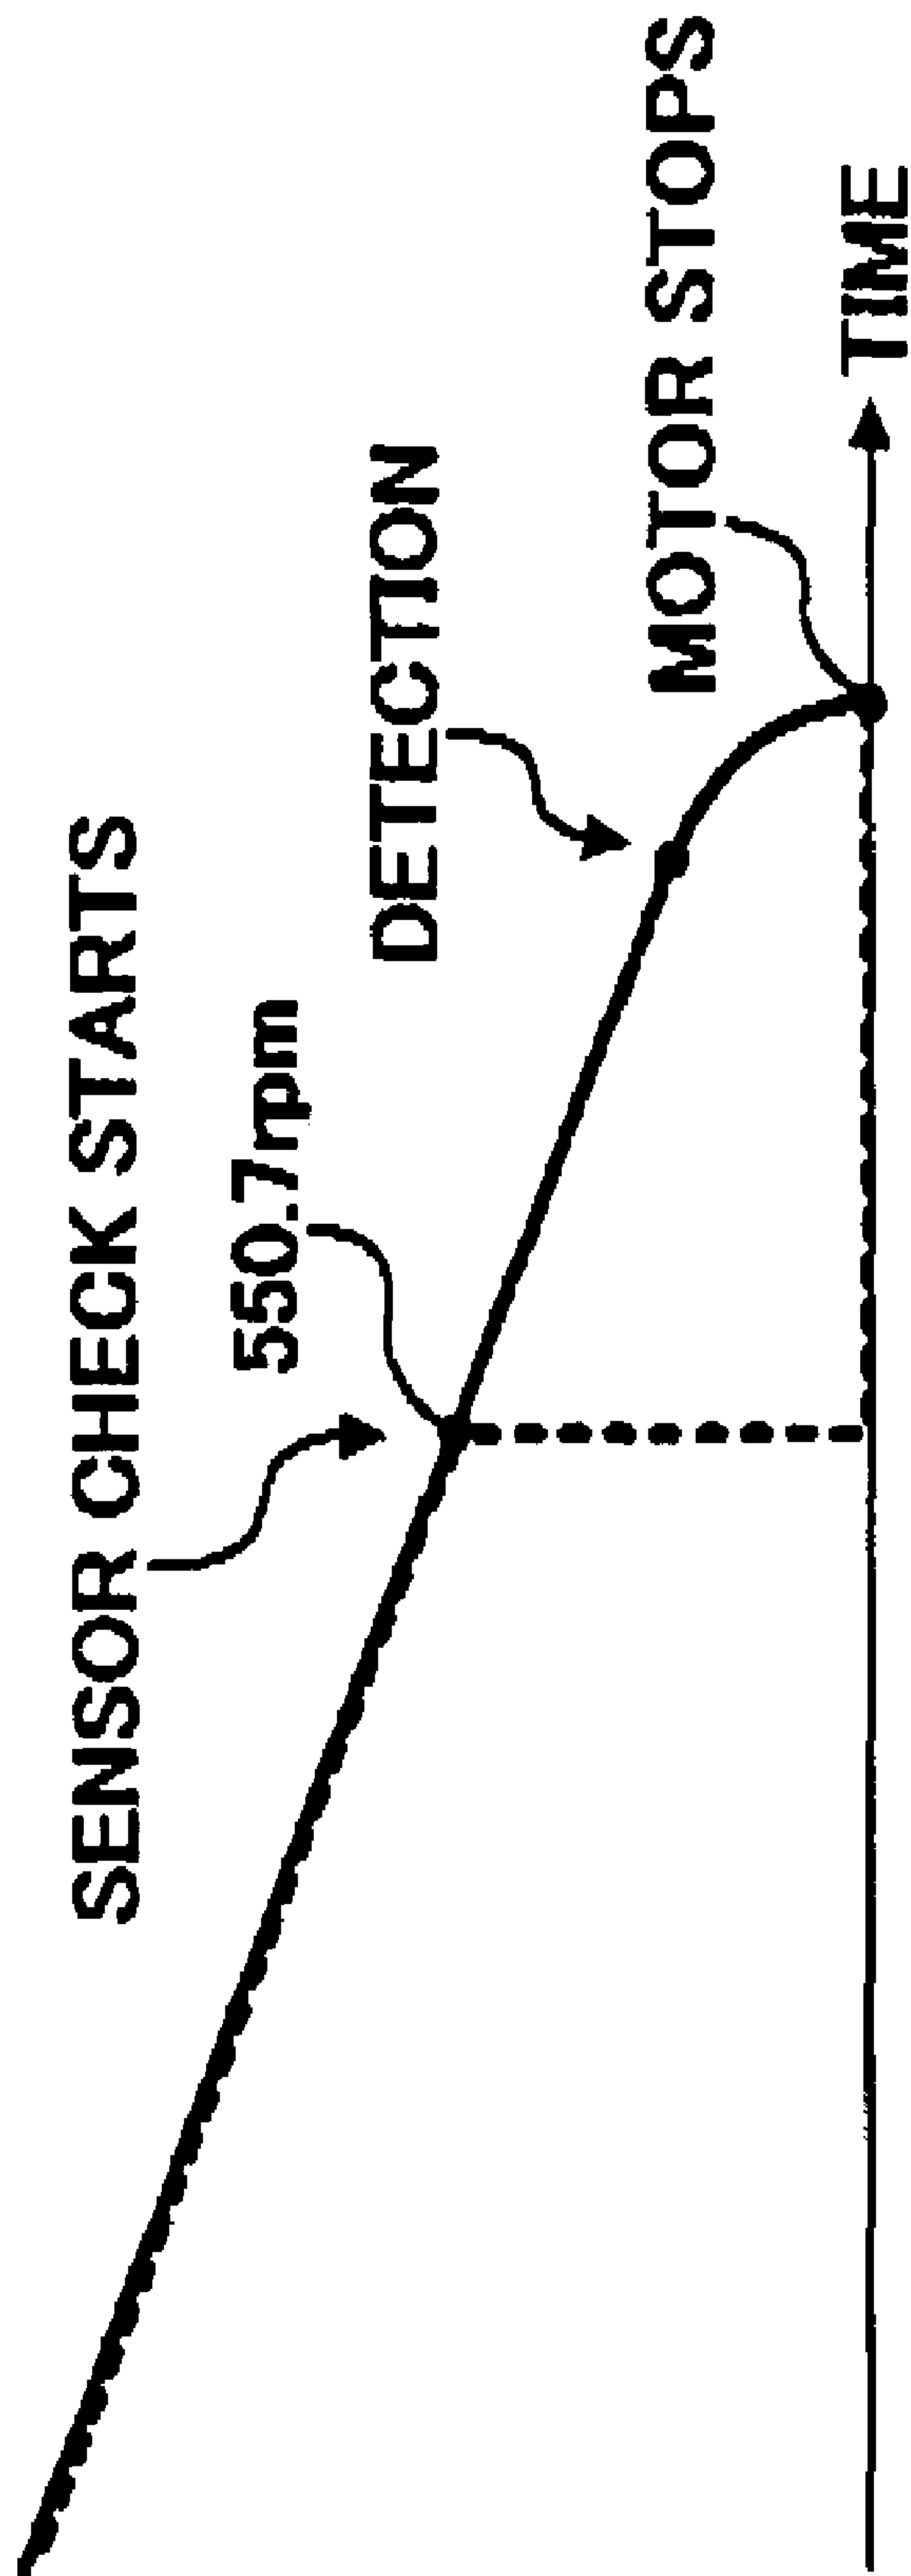 SENSOR CHECK STARTS
550.7rpm
DETECTION
MOTOR STOPS
TIME